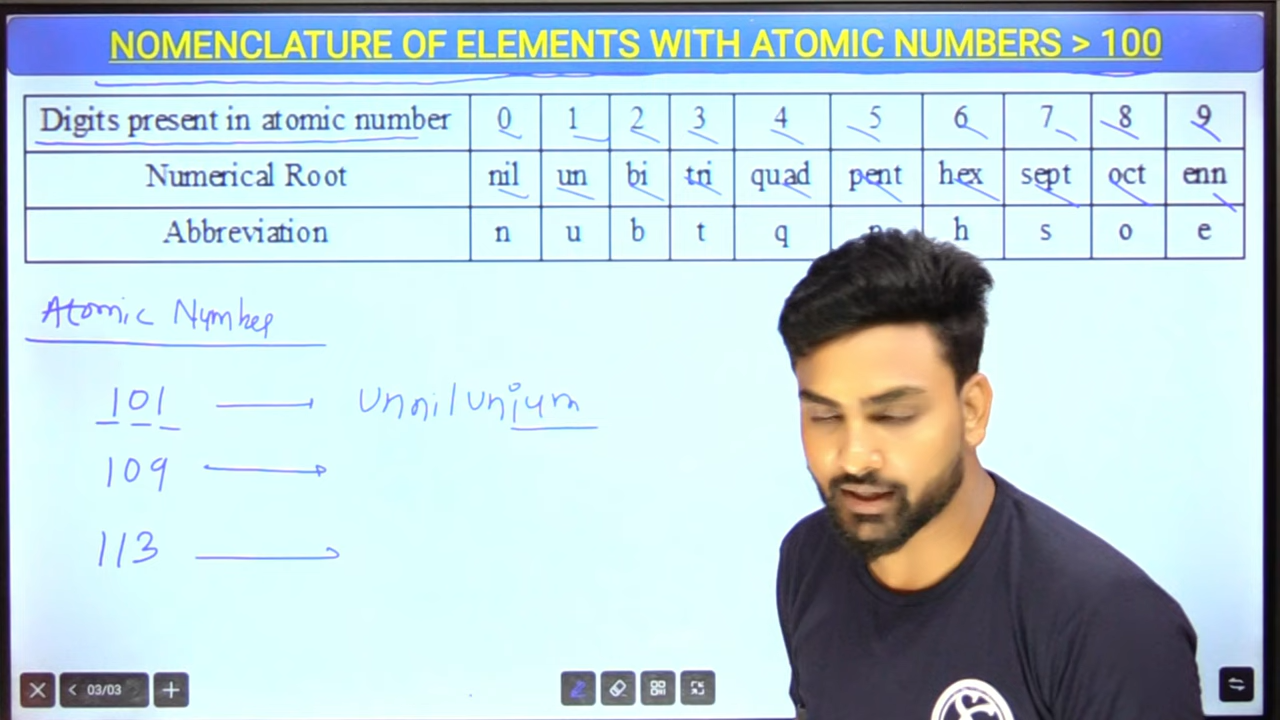 NOMENCLATURE OF ELEMENTS WITH ATOMIC NUMBERS > 100
Digits present in atomic number 0 1 2 3 4 5 6 7 8 9
Numerical Root nil un bi tri quad pent hex sept oct enn
Abbreviation n u b t q h s o e
Atomic Number
101 Unnilunium
109
113
03/03